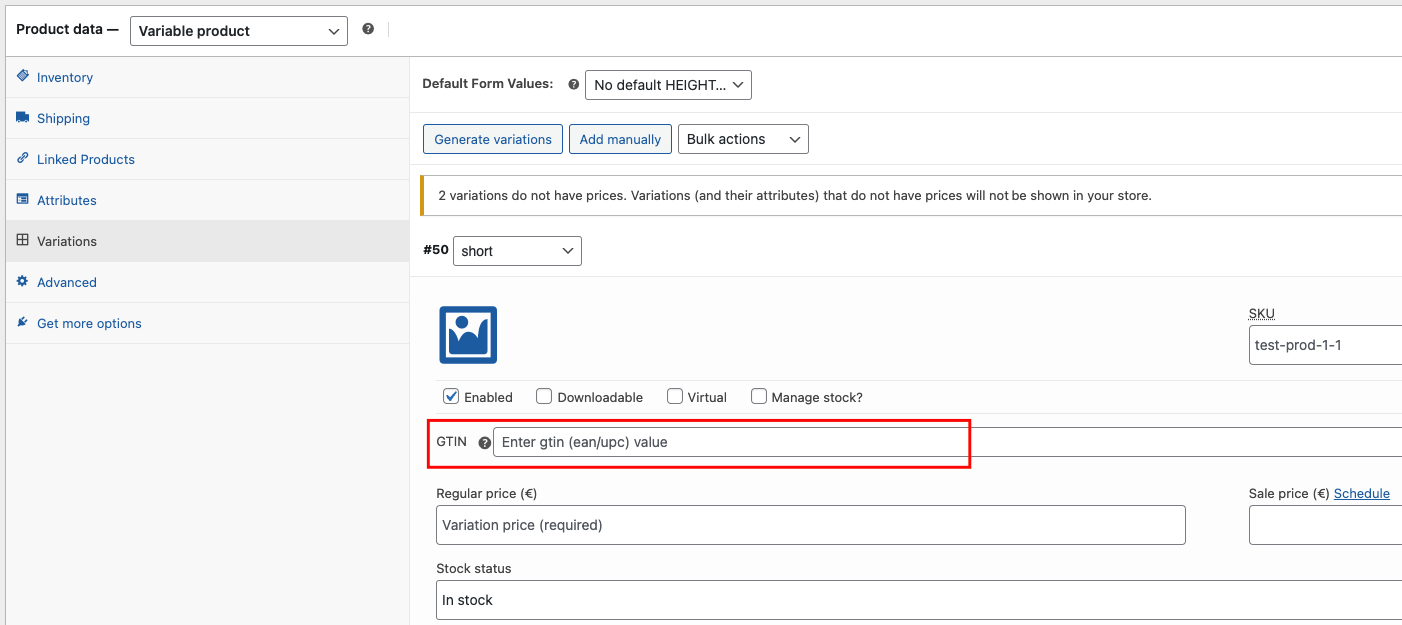 Product data — Variable product ?
Inventory
Shipping
Linked Products
Attributes
Variations
Advanced
Get more options
Default Form Values: ? No default HEIGHT...
Generate variations Add manually Bulk actions
2 variations do not have prices. Variations (and their attributes) that do not have prices will not be shown in your store.
#50 short
SKU
test-prod-1-1
Enabled Downloadable Virtual Manage stock?
GTIN ? Enter gtin (ean/upc) value
Regular price (€) Sale price (€) Schedule
Variation price (required)
Stock status
In stock